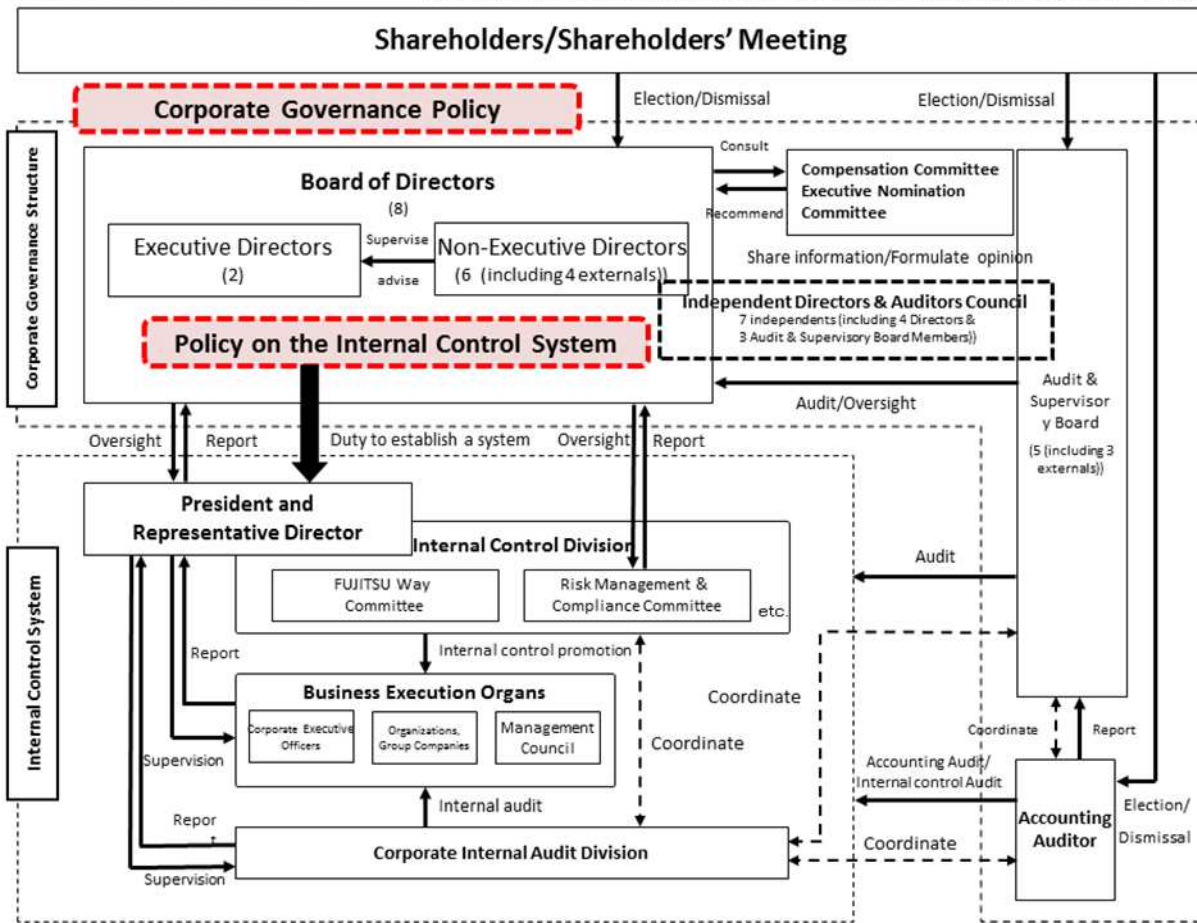 Shareholders/Shareholders' Meeting
Corporate Governance Policy
Election/Dismissal
Election/Dismissal
Corporate Governance Structure
Board of Directors
(8)
Consult
Recommend
Compensation Committee
Executive Nomination
Committee
Executive Directors
(2)
Supervise
advise
Non-Executive Directors
(6 (including 4 externals))
Share information/Formulate opinion
Independent Directors & Auditors Council
7 independents (including 4 Directors &
3 Audit & Supervisory Board Members))
Policy on the Internal Control System
Audit/Oversight
Audit &
Supervisor
y Board
(5 (including 3
externals))
Oversight
Report
Duty to establish a system
Oversight
Report
Internal Control System
President and
Representative Director
Internal Control Division
FUJITSU Way
Committee
Risk Management &
Compliance Committee
etc.
Audit
Report
Internal control promotion
Business Execution Organs
Corporate Executive
Officers
Organizations,
Group Companies
Management
Council
Supervision
Coordinate
Coordinate
Coordinate
Report
Accounting Audit/
Internal control Audit
Internal audit
Repor
t
Corporate Internal Audit Division
Supervision
Coordinate
Accounting
Auditor
Election/
Dismissal